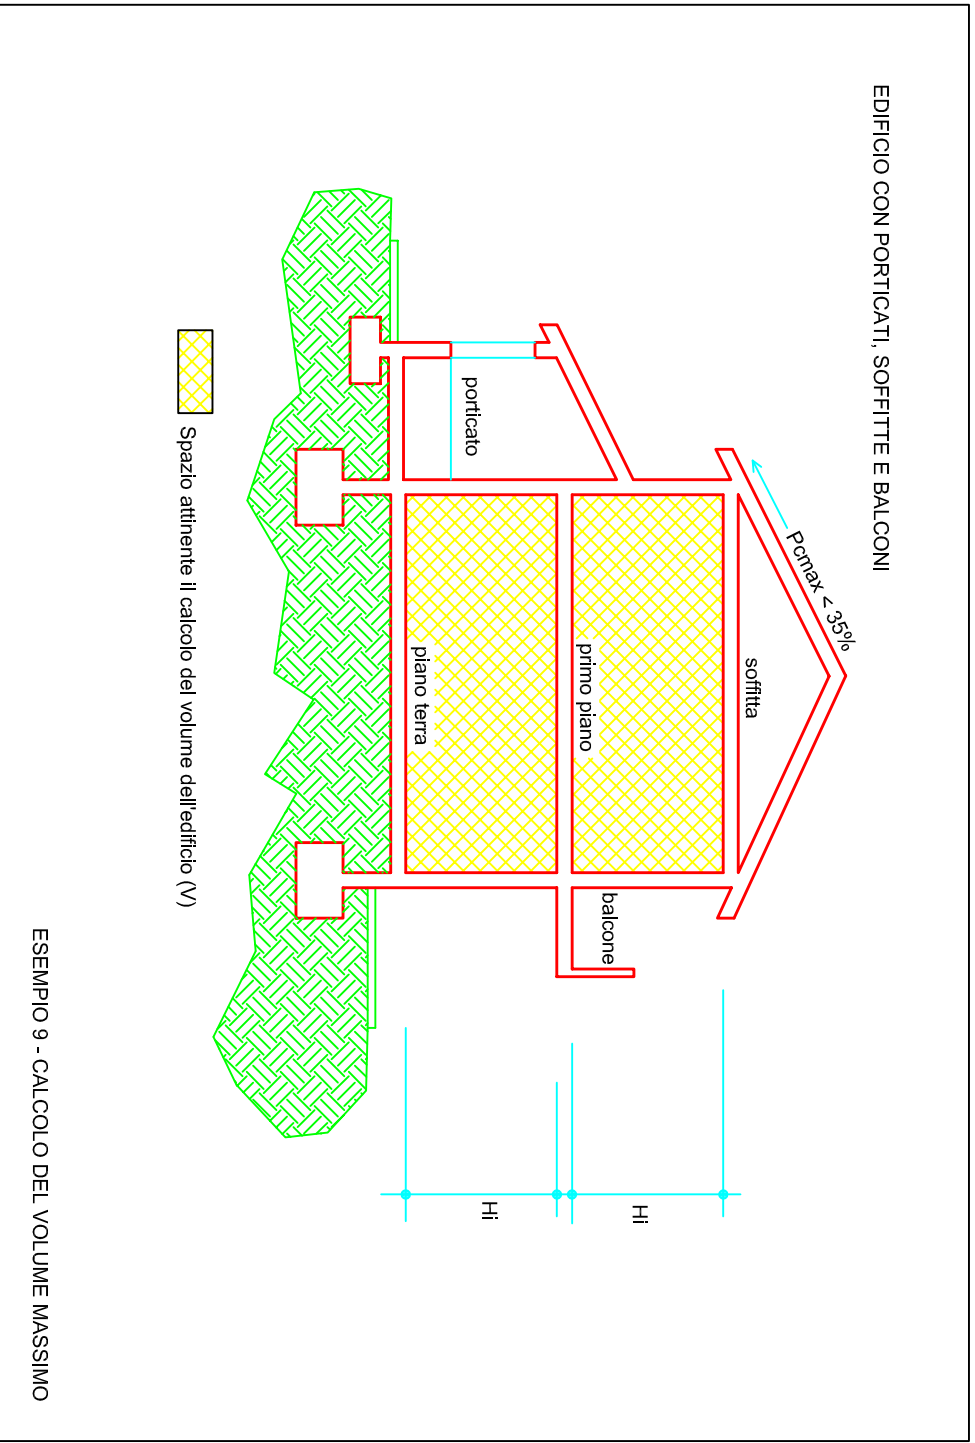 EDIFICIO CON PORTICATI, SOFFITTE E BALCONI
Pcmax < 35%
soffitta
primo piano
balcone
Hi
porticato
piano terra
Hi
Spazio attinente il calcolo del volume dell'edificio (V)
ESEMPIO 9 - CALCOLO DEL VOLUME MASSIMO